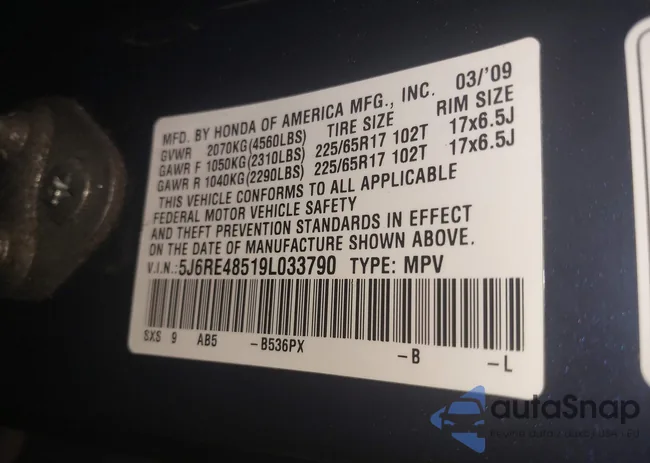 MFD. BY HONDA OF AMERICA MFG., INC. 03/'09
GVWR 2070KG(4560LBS) TIRE SIZE RIM SIZE
GAWR F 1050KG(2310LBS) 225/65R17 102T 17x6.5J
GAWR R 1040KG(2290LBS) 225/65R17 102T 17x6.5J
THIS VEHICLE CONFORMS TO ALL APPLICABLE
FEDERAL MOTOR VEHICLE SAFETY
AND THEFT PREVENTION STANDARDS IN EFFECT
ON THE DATE OF MANUFACTURE SHOWN ABOVE.
V.I.N.:5J6RE48519L033790 TYPE: MPV
SXS 9 AB5 -B536PX -B -L
autaSnap